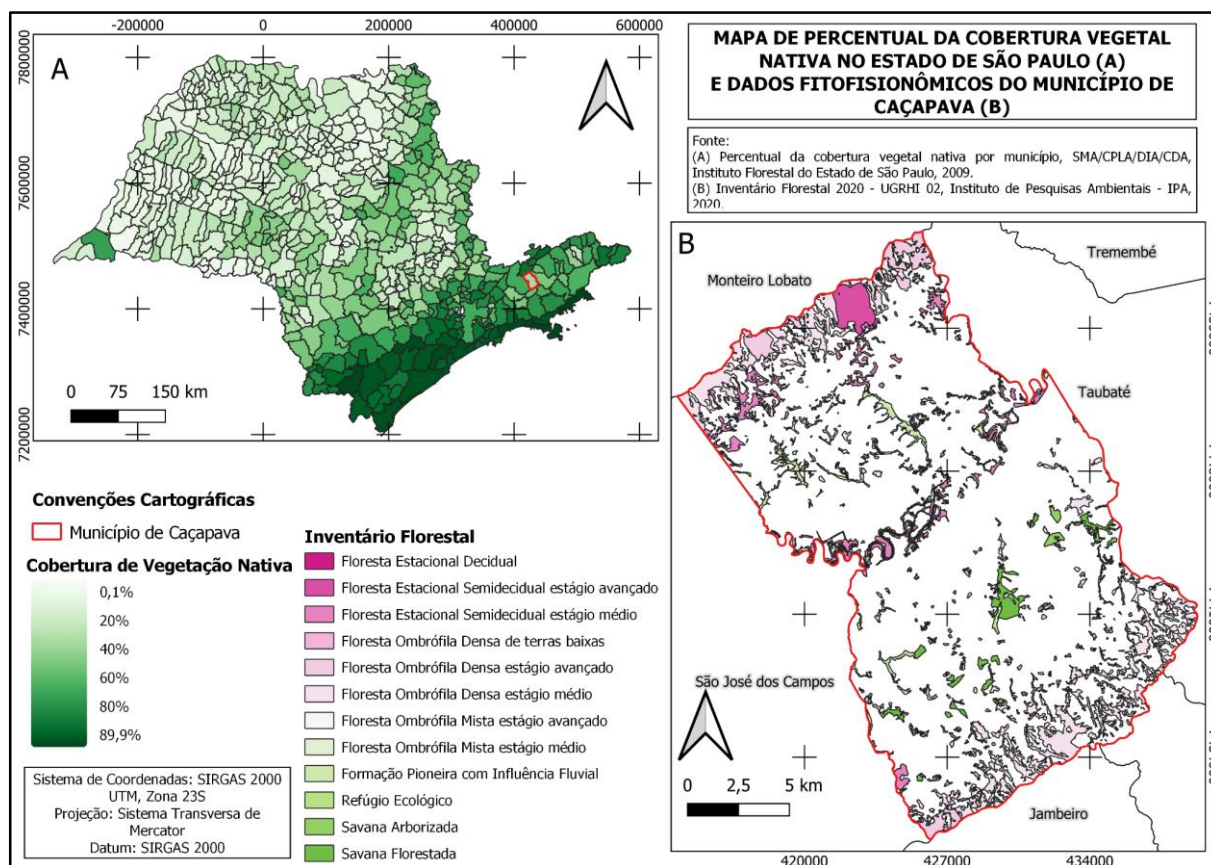 -200000 0 200000 400000 600000
7800000
7600000
7400000
7200000
A
0 75 150 km
MAPA DE PERCENTUAL DA COBERTURA VEGETAL
NATIVA NO ESTADO DE SÃO PAULO (A)
E DADOS FITOFISIONÔMICOS DO MUNICÍPIO DE
CAÇAPAVA (B)
Fonte:
(A) Percentual da cobertura vegetal nativa por município, SMA/CPLA/DIA/CDA,
Instituto Florestal do Estado de São Paulo, 2009.
(B) Inventário Florestal 2020 - UGRHI 02, Instituto de Pesquisas Ambientais - IPA,
2020.
B
Tremembé
Monteiro Lobato
Taubaté
São José dos Campos
Jambeiro
0 2,5 5 km
420000 427000 434000
Convenções Cartográficas
Município de Caçapava
Cobertura de Vegetação Nativa
0,1%
20%
40%
60%
80%
89,9%
Sistema de Coordenadas: SIRGAS 2000
UTM, Zona 23S
Projeção: Sistema Transversa de
Mercator
Datum: SIRGAS 2000
Inventário Florestal
Floresta Estacional Decidual
Floresta Estacional Semidecidual estágio avançado
Floresta Estacional Semidecidual estágio médio
Floresta Ombrófila Densa de terras baixas
Floresta Ombrófila Densa estágio avançado
Floresta Ombrófila Densa estágio médio
Floresta Ombrófila Mista estágio avançado
Floresta Ombrófila Mista estágio médio
Formação Pioneira com Influência Fluvial
Refúgio Ecológico
Savana Arborizada
Savana Florestada